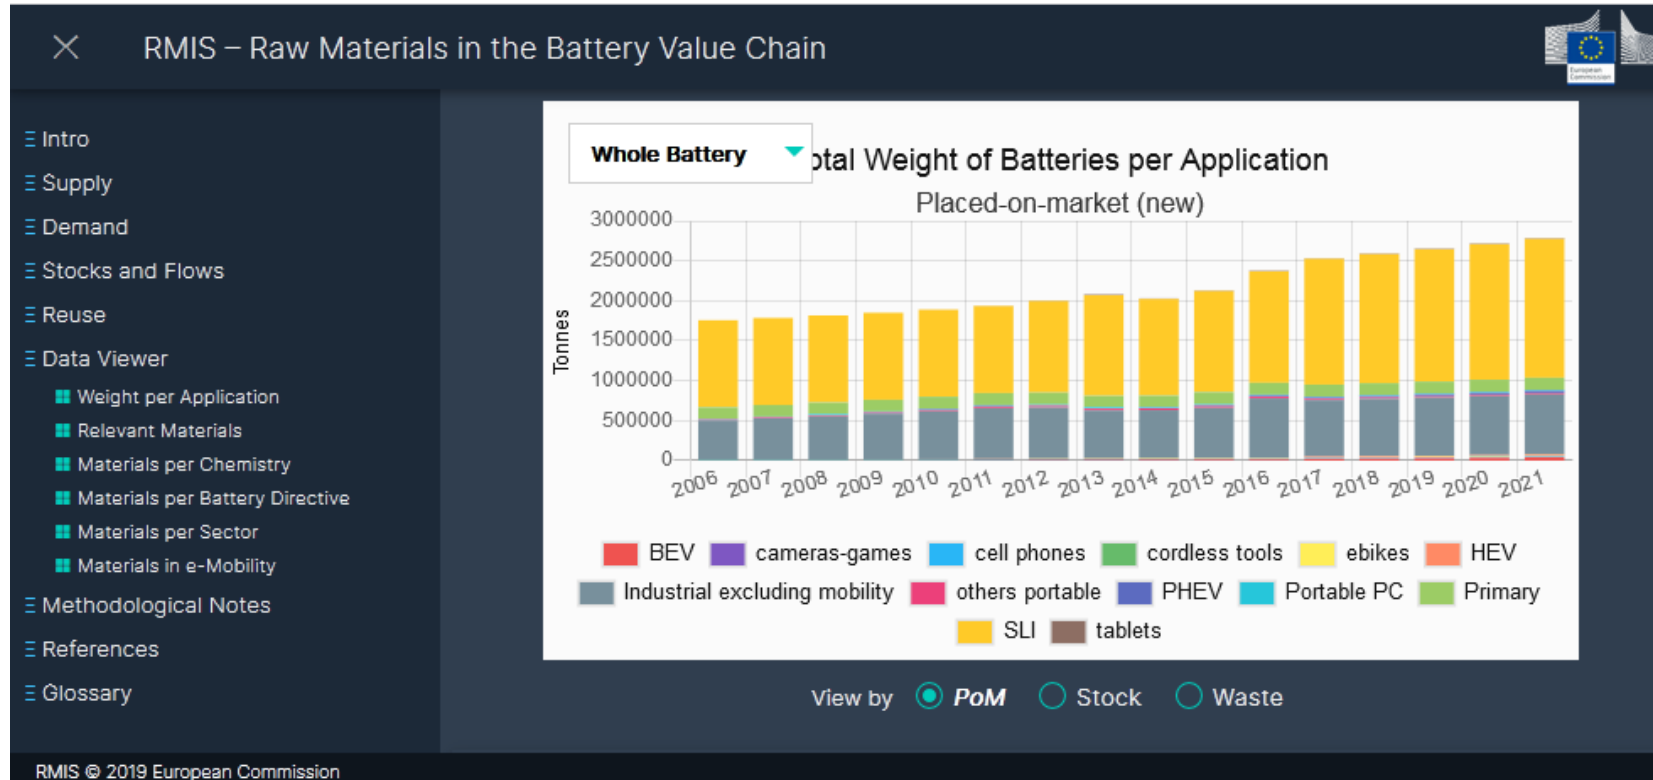 RMIS – Raw Materials in the Battery Value Chain
European
Commission
Intro
Supply
Demand
Stocks and Flows
Reuse
Data Viewer
Weight per Application
Relevant Materials
Materials per Chemistry
Materials per Battery Directive
Materials per Sector
Materials in e-Mobility
Methodological Notes
References
Glossary
Whole Battery
otal Weight of Batteries per Application
Placed-on-market (new)
Tonnes
3000000
2500000
2000000
1500000
1000000
500000
0
2006 2007 2008 2009 2010 2011 2012 2013 2014 2015 2016 2017 2018 2019 2020 2021
BEV cameras-games cell phones cordless tools ebikes HEV
Industrial excluding mobility others portable PHEV Portable PC Primary
SLI tablets
View by PoM Stock Waste
RMIS © 2019 European Commission